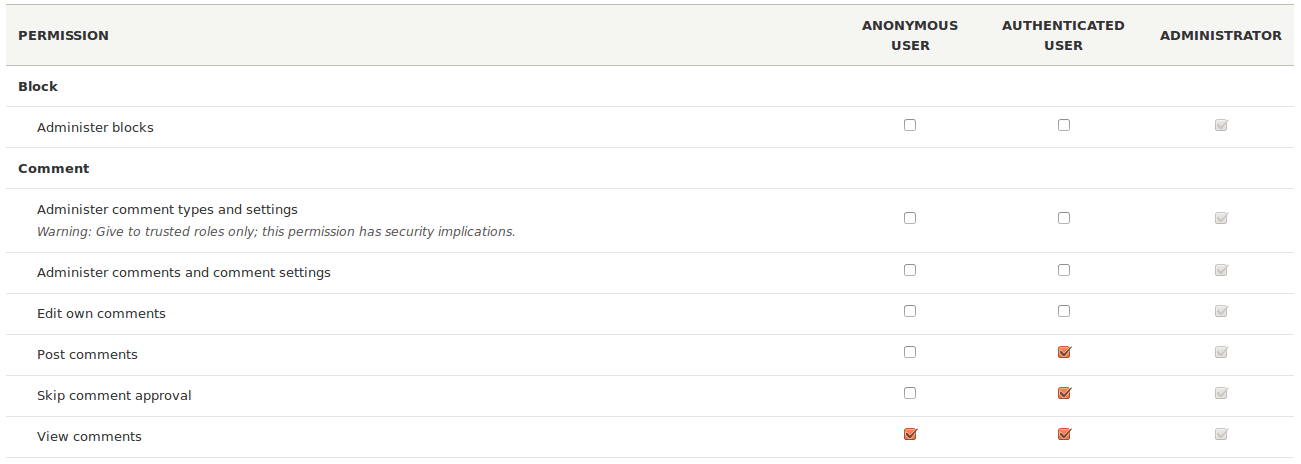 PERMISSION
ANONYMOUS USER
AUTHENTICATED USER
ADMINISTRATOR
Block
Administer blocks
Comment
Administer comment types and settings
Warning: Give to trusted roles only; this permission has security implications.
Administer comments and comment settings
Edit own comments
Post comments
Skip comment approval
View comments